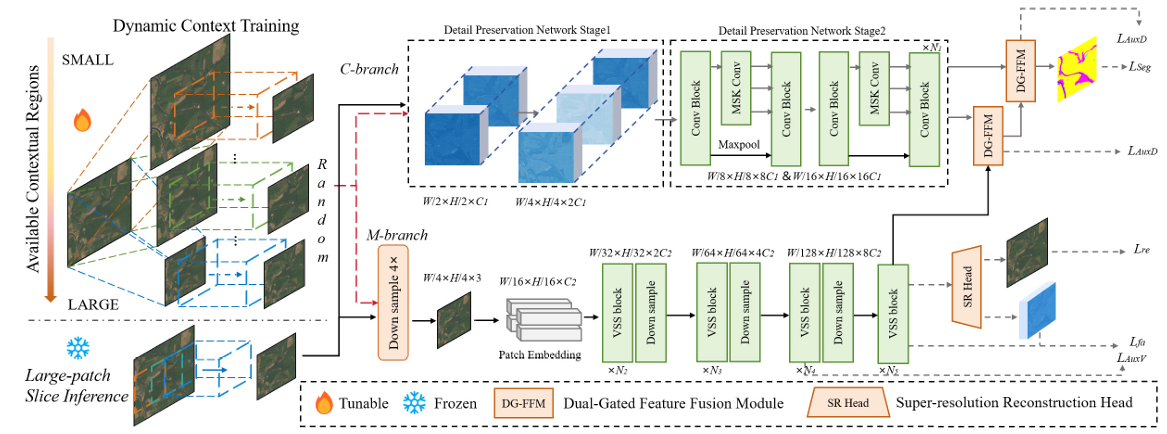 Dynamic Context Training
Available Contextual Regions
SMALL
LARGE
Random
Large-patch
Slice Inference
C-branch
Detail Preservation Network Stage1
W/2×H/2×C1
W/4×H/4×2C1
Detail Preservation Network Stage2
×N1
Conv Block
MSK Conv
Conv Block
Conv Block
MSK Conv
Conv Block
Maxpool
W/8×H/8×8C1 & W/16×H/16×16C1
DG-FFM
DG-FFM
LAuxD
LSeg
LAuxD
M-branch
Down sample 4×
W/4×H/4×3
W/16×H/16×C2
Patch Embedding
W/32×H/32×2C2
VSS block
Down sample
×N2
W/64×H/64×4C2
VSS block
Down sample
×N3
W/128×H/128×8C2
VSS block
Down sample
×N4
VSS block
×N5
SR Head
Lre
Lfa
LAuxV
Tunable
Frozen
DG-FFM
Dual-Gated Feature Fusion Module
SR Head
Super-resolution Reconstruction Head